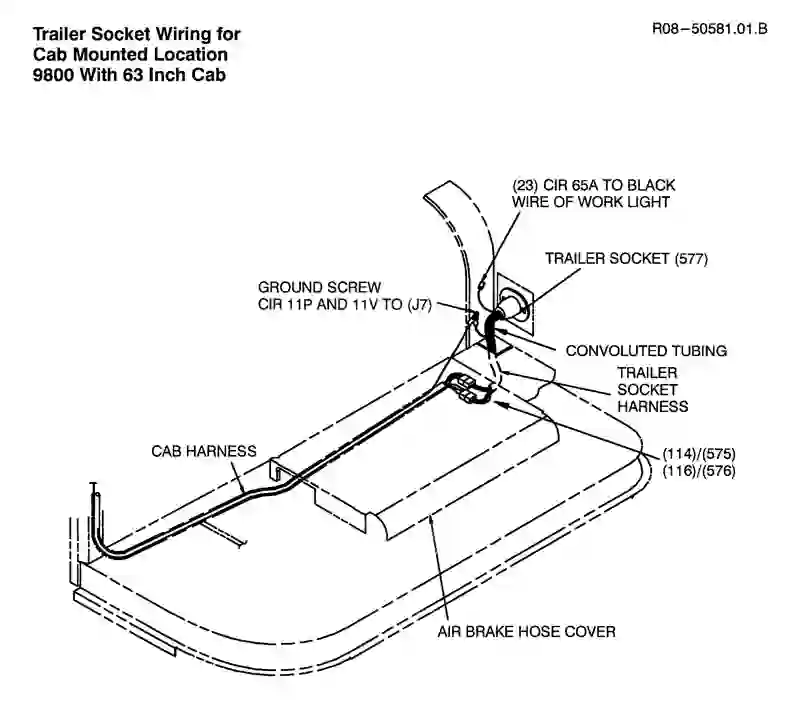 Trailer Socket Wiring for
Cab Mounted Location
9800 With 63 Inch Cab
R08-50581.01.B
(23) CIR 65A TO BLACK
WIRE OF WORK LIGHT
TRAILER SOCKET (577)
GROUND SCREW
CIR 11P AND 11V TO (J7)
CONVOLUTED TUBING
TRAILER
SOCKET
HARNESS
CAB HARNESS
(114)/(575)
(116)/(576)
AIR BRAKE HOSE COVER